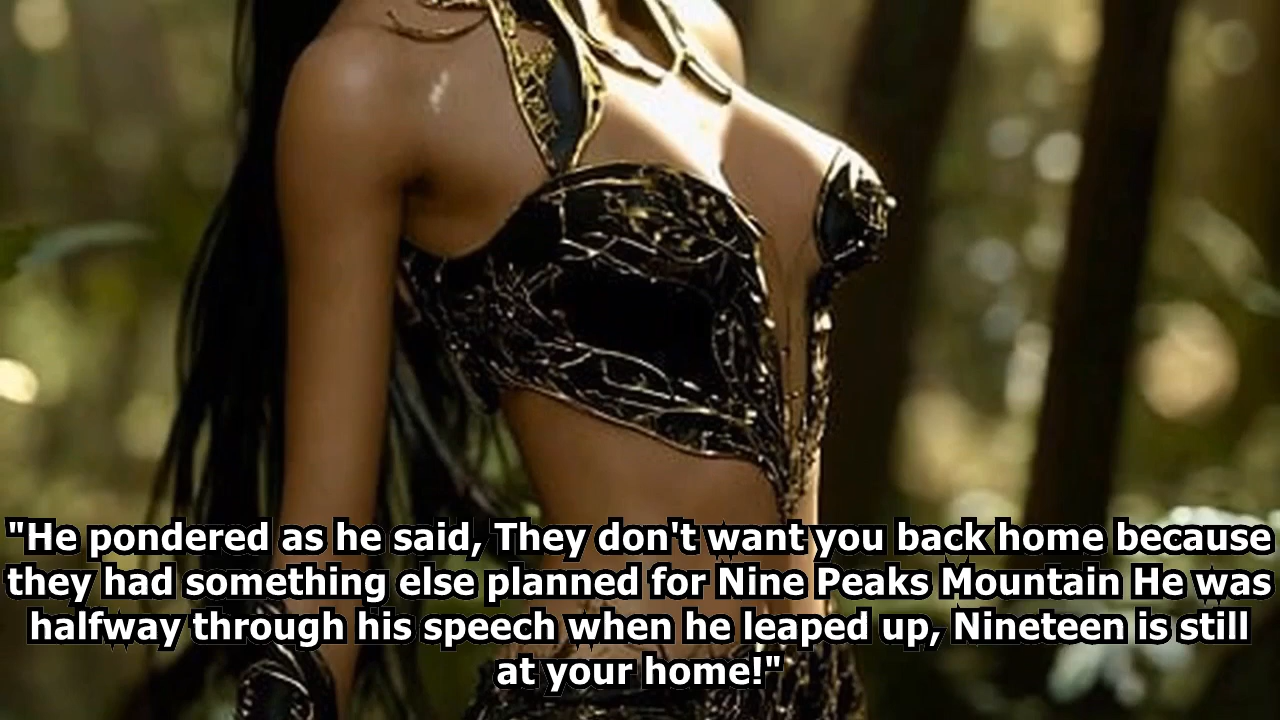 "He pondered as he said, They don't want you back home because
they had something else planned for Nine Peaks Mountain He was
halfway through his speech when he leaped up, Nineteen is still
at your home!"